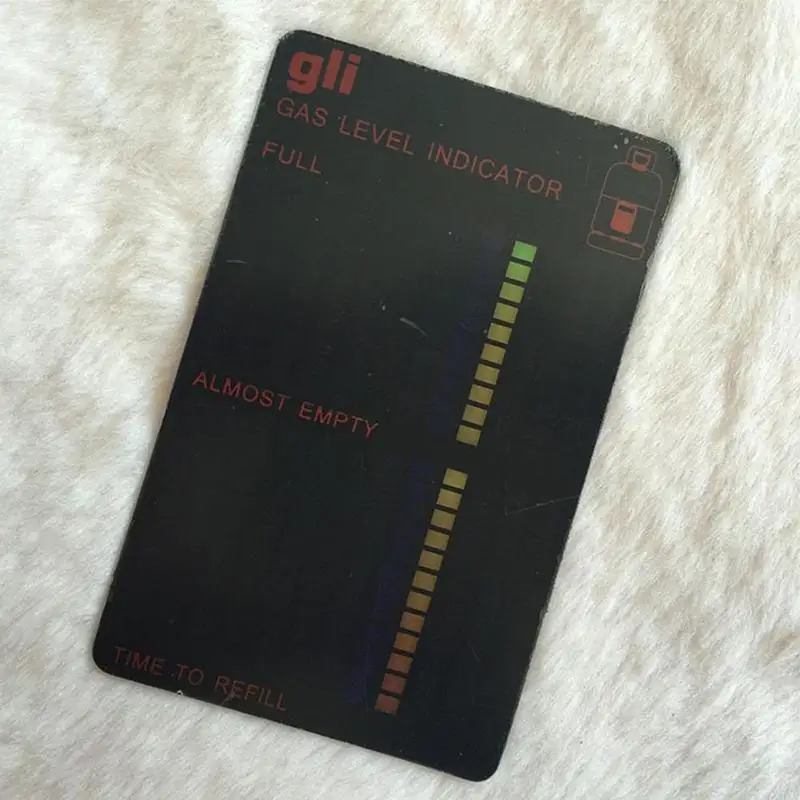 gli
GAS LEVEL INDICATOR
FULL
ALMOST EMPTY
TIME TO REFILL